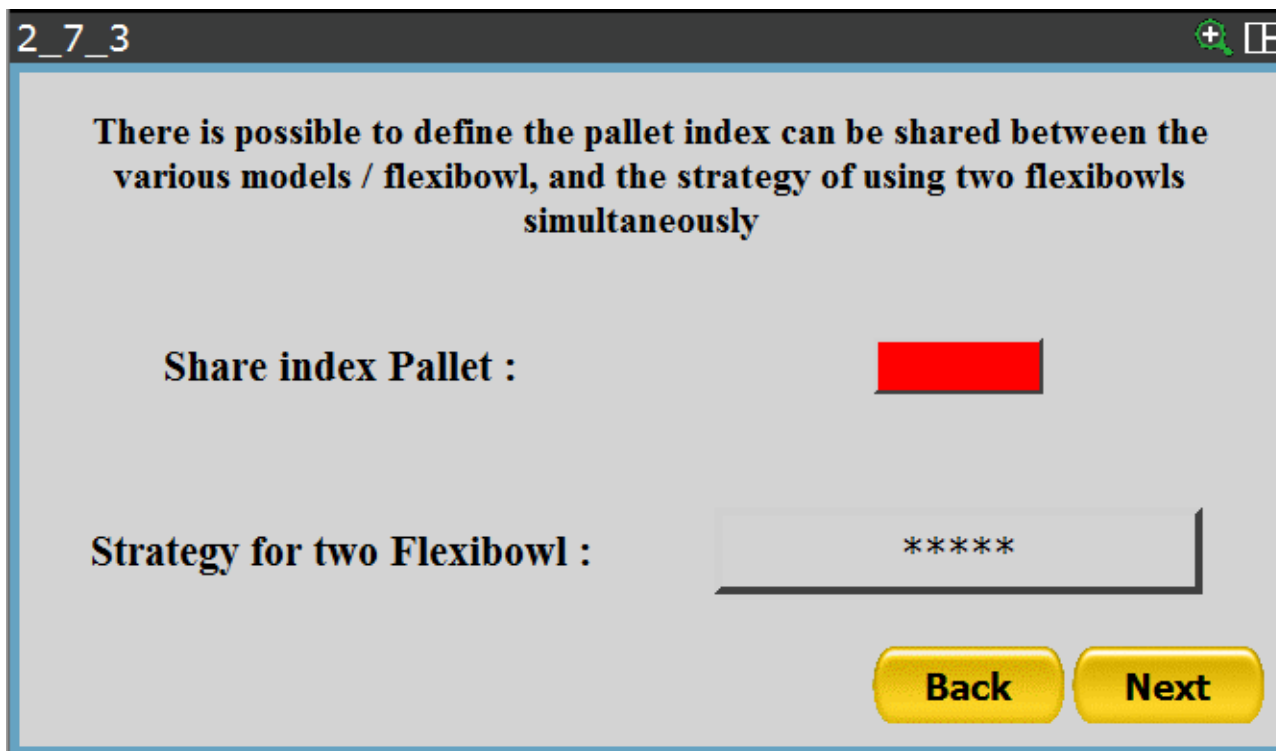 2_7_3
There is possible to define the pallet index can be shared between the
various models / flexibowl, and the strategy of using two flexibowls
simultaneously
Share index Pallet :
Strategy for two Flexibowl :
*****
Back
Next